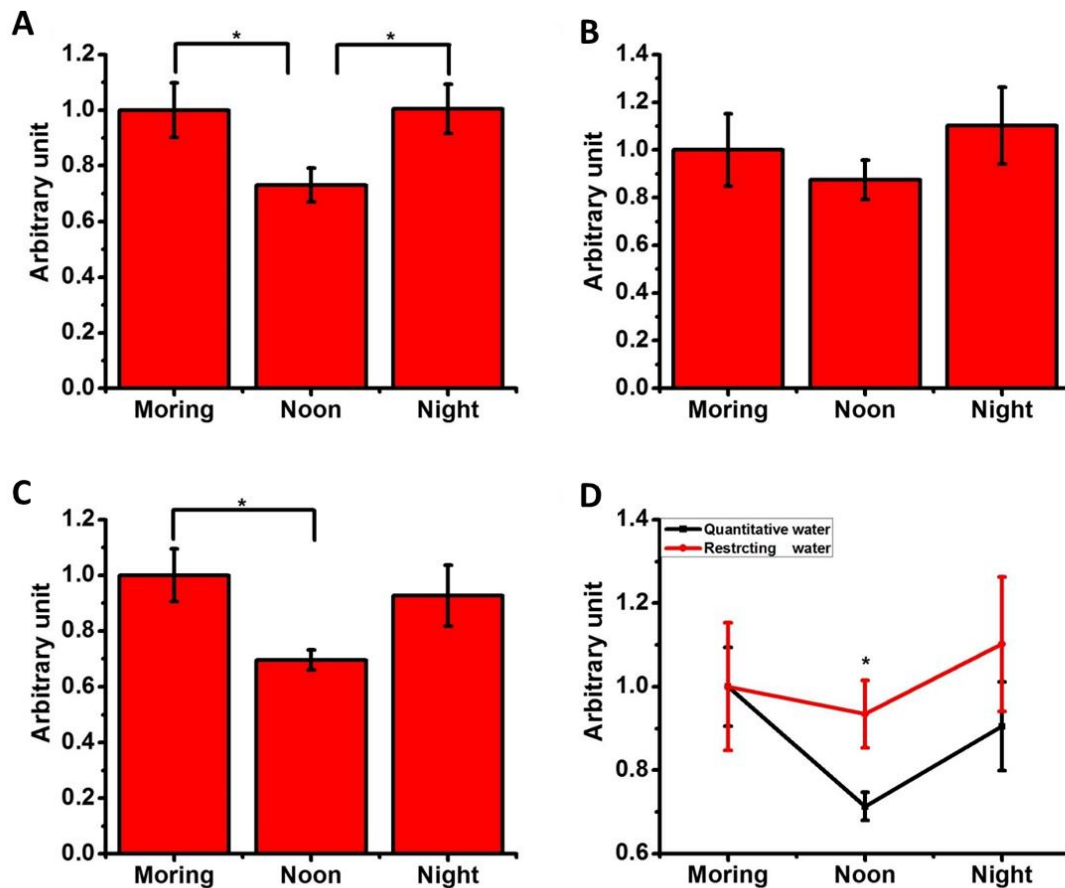 A
*
*
1.2
1.0
0.8
0.6
0.4
0.2
0.0
Arbitrary unit
Moring
Noon
Night
B
1.4
1.2
1.0
0.8
0.6
0.4
0.2
0.0
Arbitrary unit
Moring
Noon
Night
C
*
1.2
1.0
0.8
0.6
0.4
0.2
0.0
Arbitrary unit
Moring
Noon
Night
D
1.4
1.2
1.0
0.8
0.6
Arbitrary unit
Quantitative water
Restrcting water
*
Moring
Noon
Night